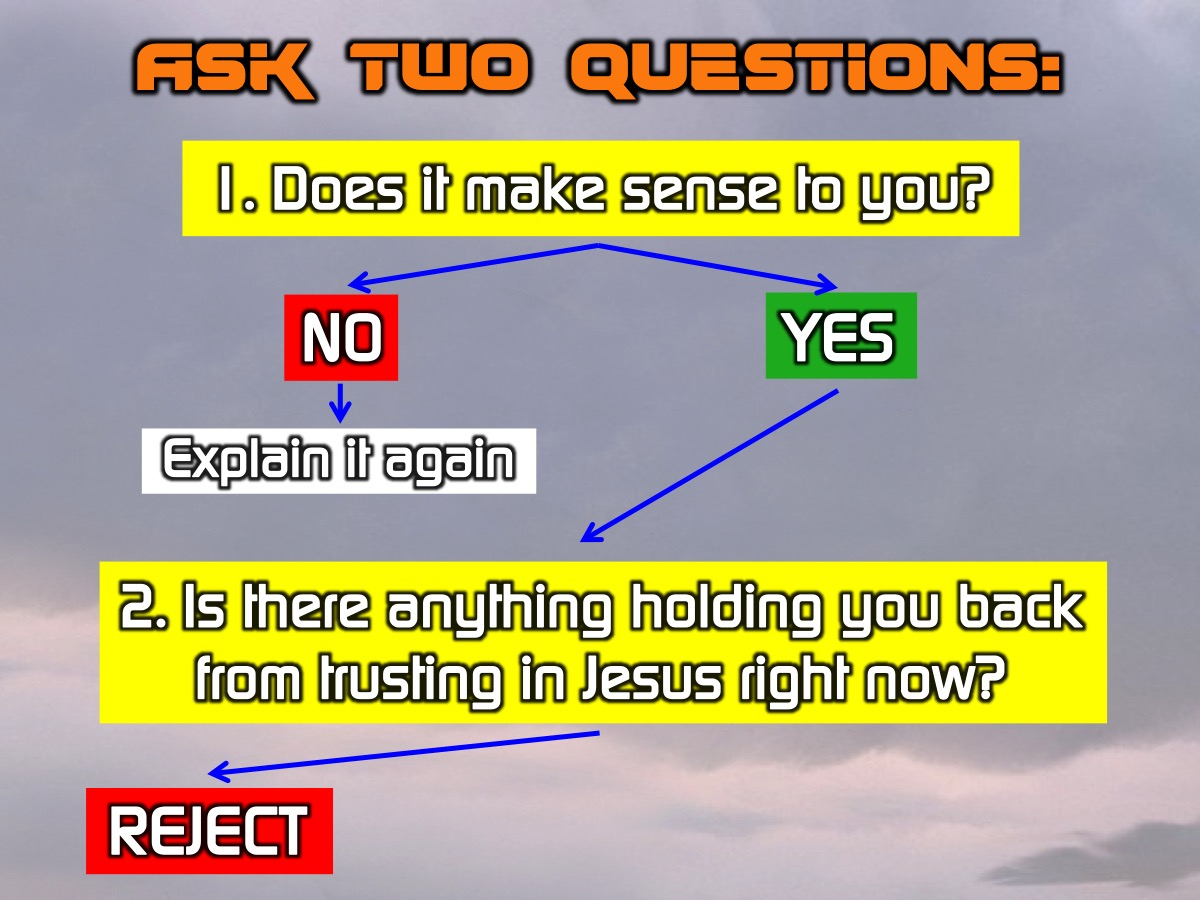 ASK TWO QUESTIONS:
1. Does it make sense to you?
NO
YES
Explain it again
2. Is there anything holding you back
from trusting in Jesus right now?
REJECT